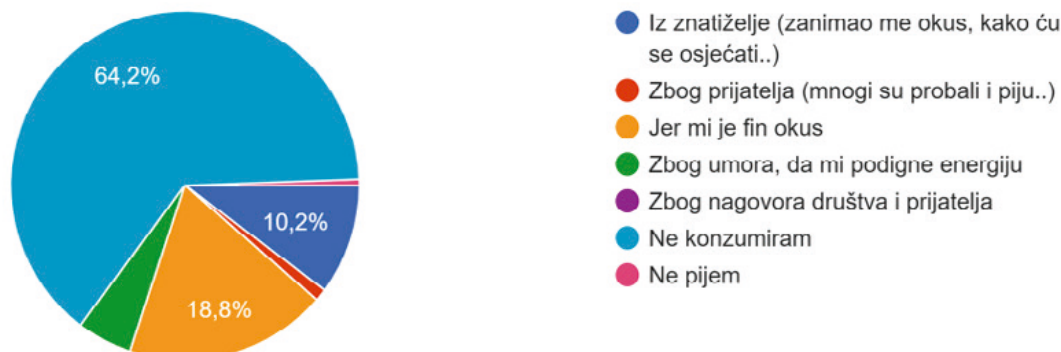 64,2%
10,2%
18,8%
Iz znatiželje (zanimao me okus, kako ću
se osjećati..)
Zbog prijatelja (mnogi su probali i piju..)
Jer mi je fin okus
Zbog umora, da mi podigne energiju
Zbog nagovora društva i prijatelja
Ne konzumiram
Ne pijem